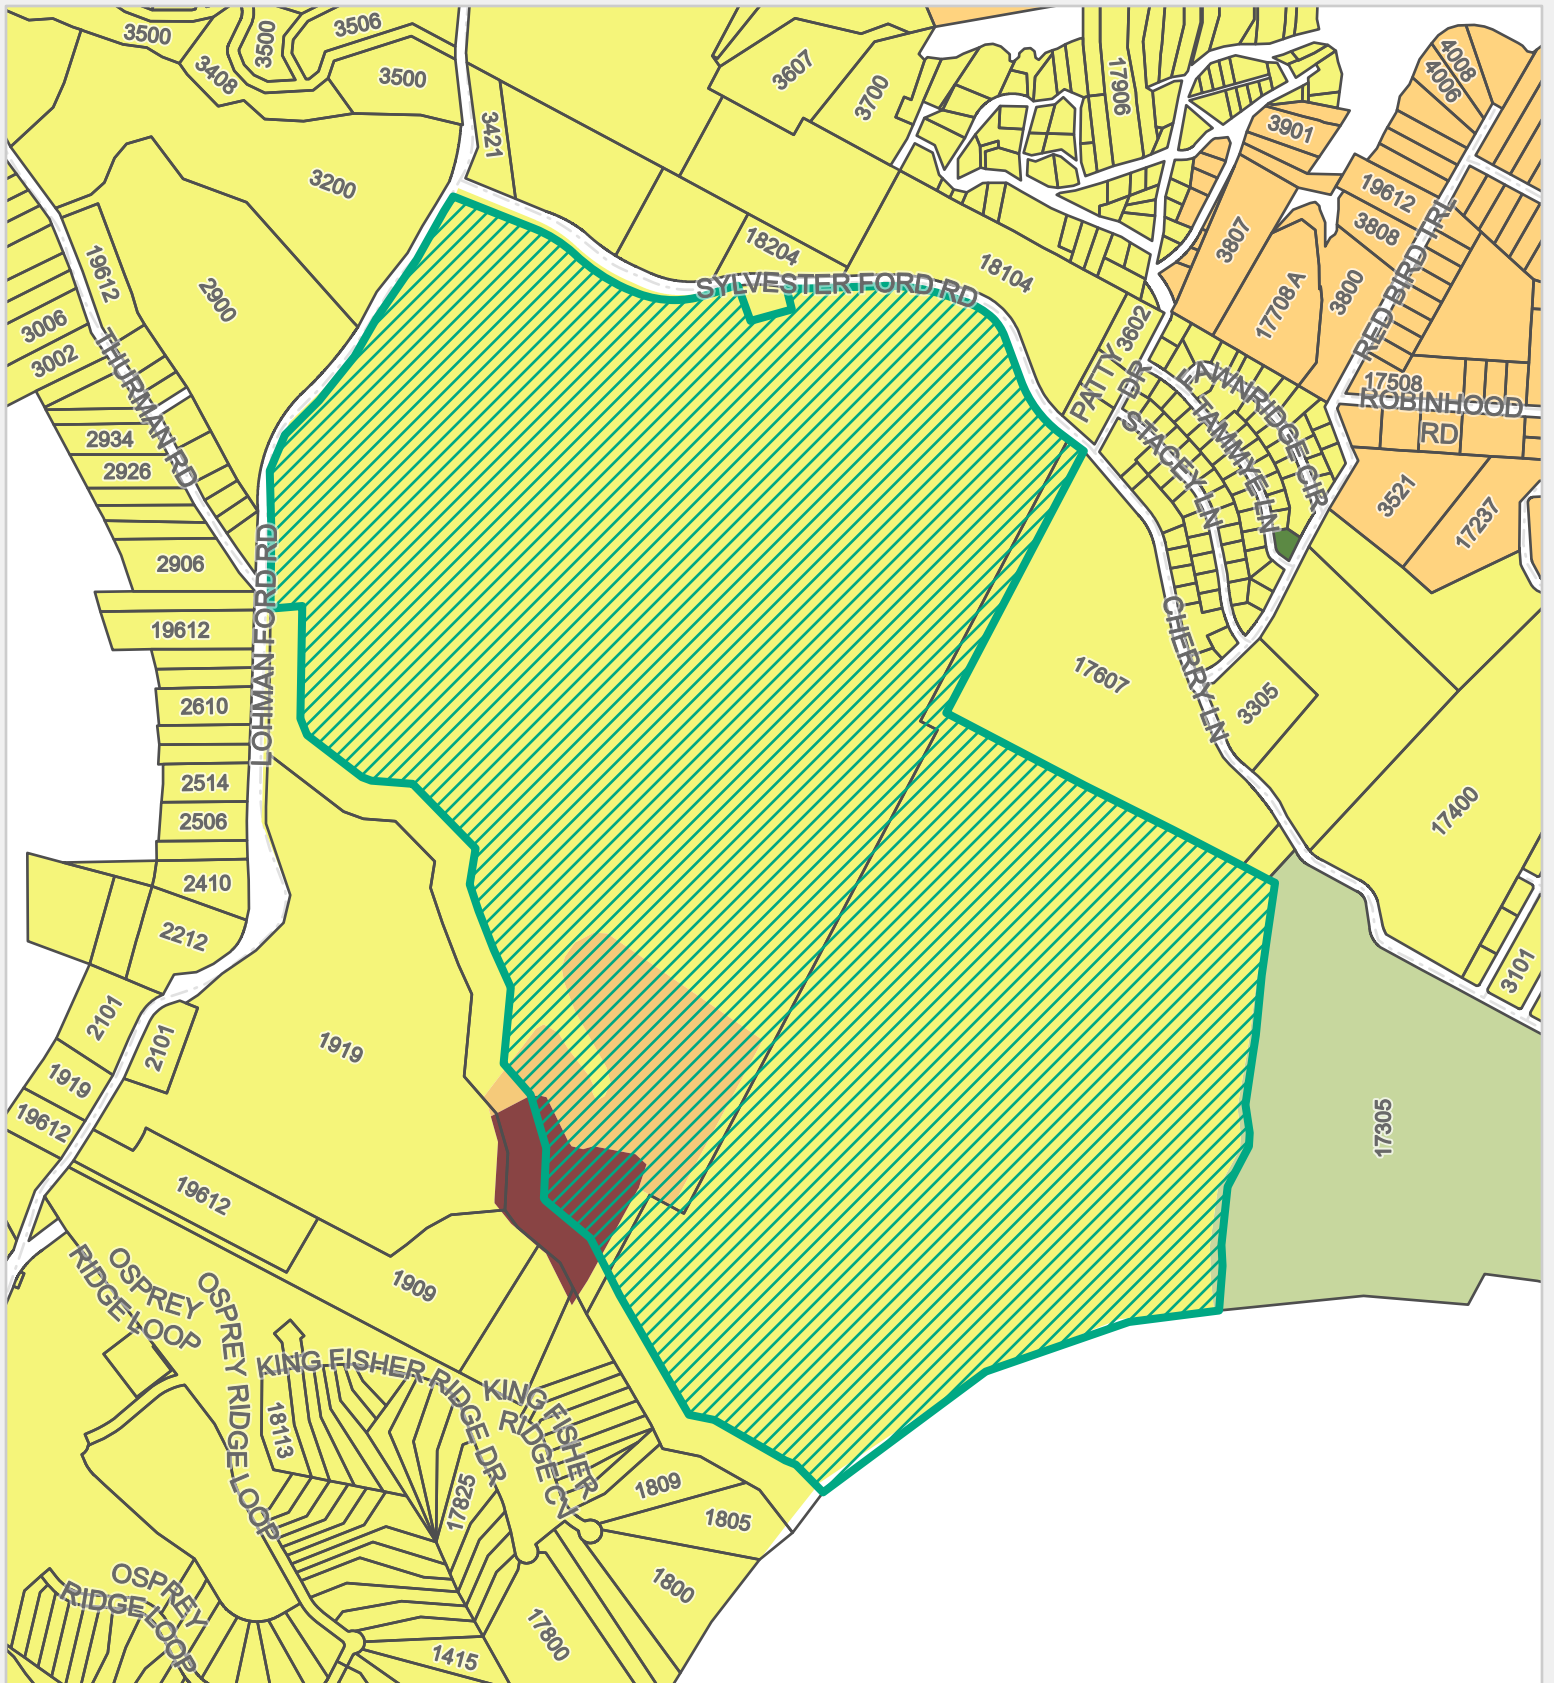 3500
3500
3506
3408
3500
3607
3700
17906
4008
4006
3901
3421
3200
19612
3808
3807
RED BIRD TRL
19612
2900
18204
18104
SYLVESTER FORD RD
17708 A
3800
3006
3002
THURMAN RD
3602
PATTY
DR
FAWNRIDGE CIR
TAMMYE LN
STACEY LN
17508
ROBINHOOD
RD
2934
2926
3521
17237
2906
LOHMAN FORD RD
19612
CHERRY LN
17607
3305
2610
2514
2506
17400
2410
2212
3101
2101
2101
1919
1919
19612
17305
19612
1909
OSPREY
RIDGE LOOP
OSPREY RIDGE LOOP
KING FISHER RIDGE DR
KING FISHER
RIDGE CV
18113
17825
1809
1805
1800
OSPREY
RIDGE LOOP
17800
1415